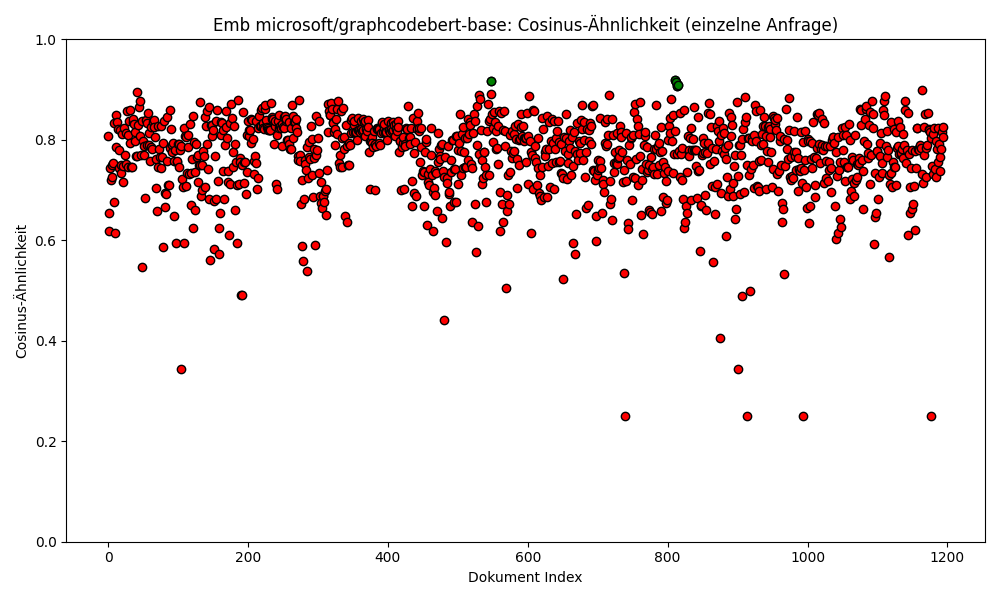 Emb microsoft/graphcodebert-base: Cosinus-Ähnlichkeit (einzelne Anfrage)
1.0
0.8
0.6
0.4
0.2
0.0
Cosinus-Ähnlichkeit
0 200 400 600 800 1000 1200
Dokument Index